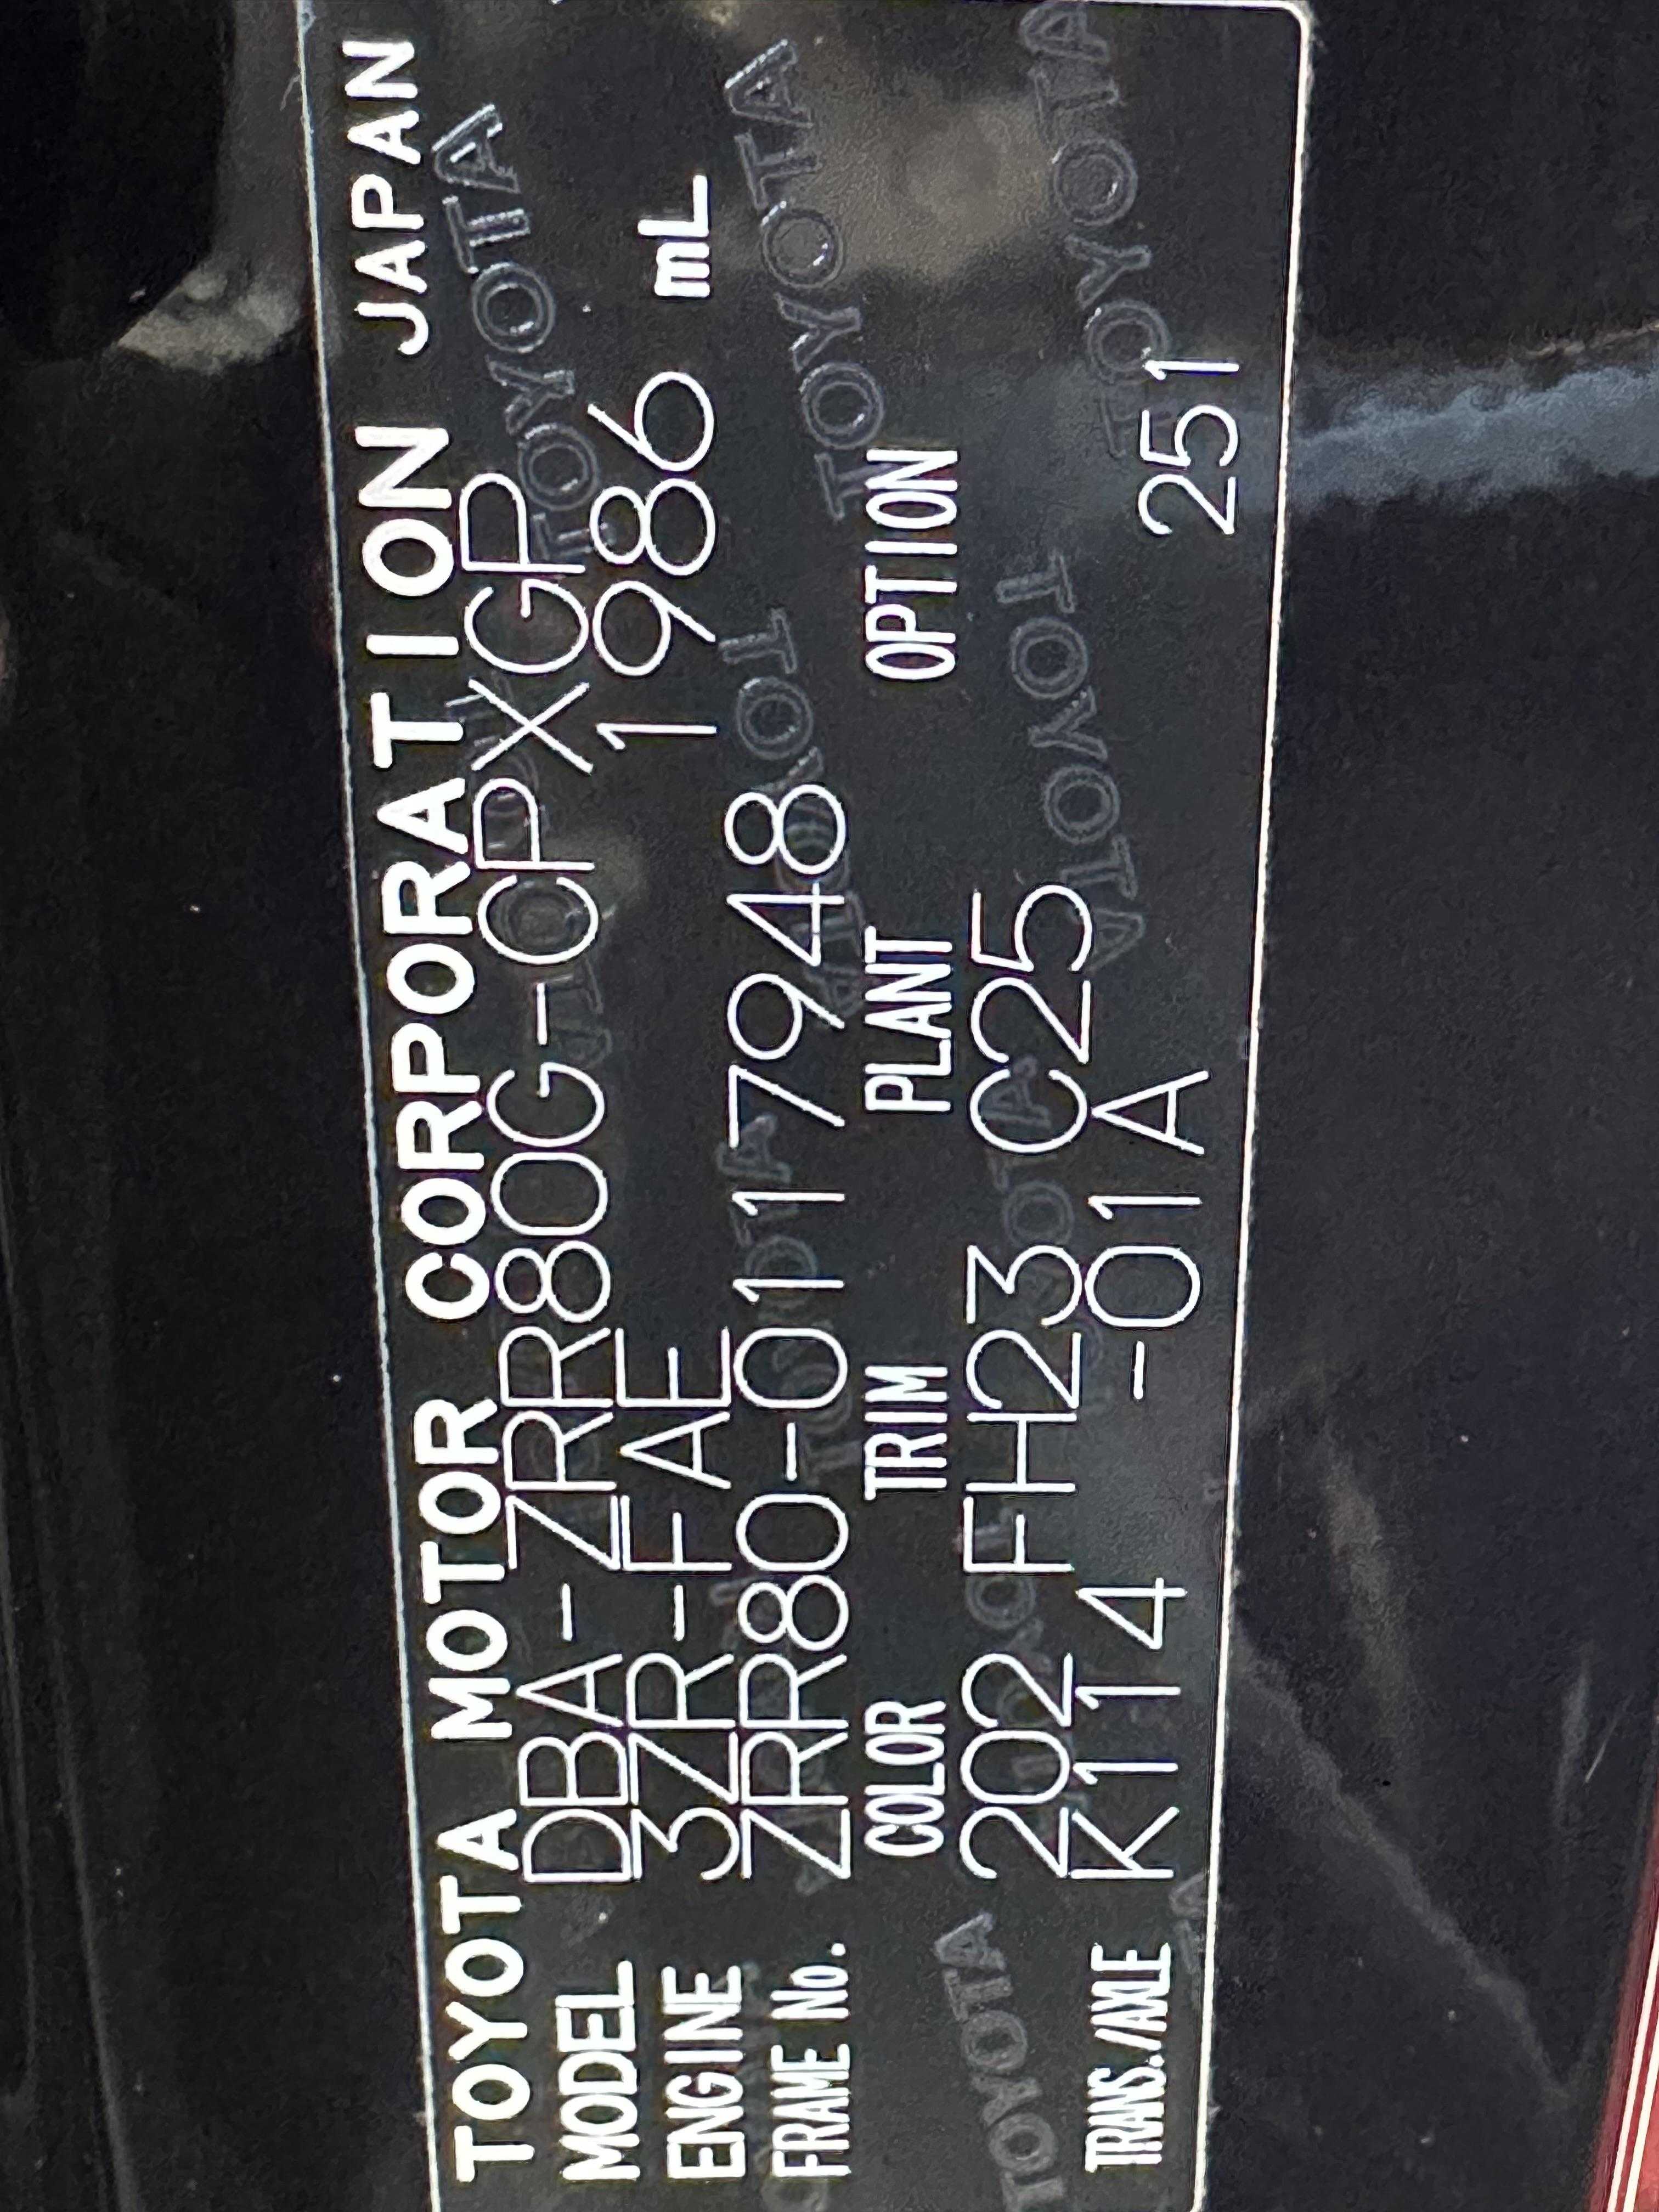 TOYOTA MOTOR CORPORATION JAPAN
MODEL DBA-ZRR80G-CPXGP
ENGINE 3ZR-FAE 1986 mL
FRAME No. ZRR80-0117948
COLOR TRIM PLANT OPTION
202 FH23 C25
TRANS./AXLE K114 -01A 251